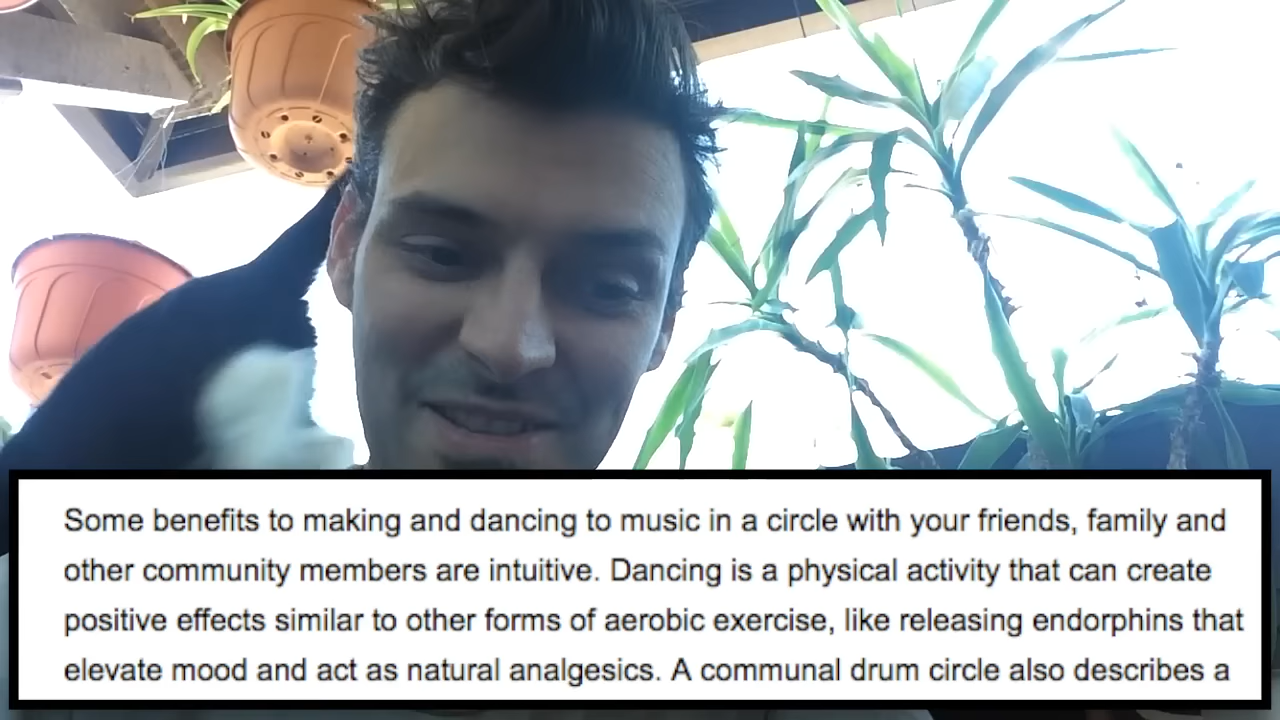 Some benefits to making and dancing to music in a circle with your friends, family and
other community members are intuitive. Dancing is a physical activity that can create
positive effects similar to other forms of aerobic exercise, like releasing endorphins that
elevate mood and act as natural analgesics. A communal drum circle also describes a